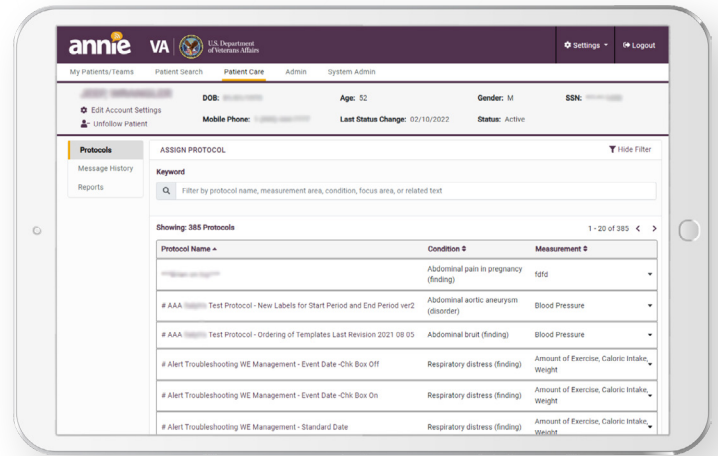 annie VA U.S. Department of Veterans Affairs Settings Logout
My Patients/Teams Patient Search Patient Care Admin System Admin
DOB: Age: 52 Gender: M SSN:
Edit Account Settings
Unfollow Patient
Mobile Phone: Last Status Change: 02/10/2022 Status: Active
Protocols
Message History
Reports
ASSIGN PROTOCOL Hide Filter
Keyword
Filter by protocol name, measurement area, condition, focus area, or related text
Showing: 385 Protocols 1 - 20 of 385
Protocol Name Condition Measurement
Abdominal pain in pregnancy (finding) fdfd
# AAA Test Protocol - New Labels for Start Period and End Period ver2 Abdominal aortic aneurysm (disorder) Blood Pressure
# AAA Test Protocol - Ordering of Templates Last Revision 2021 08 05 Abdominal bruit (finding) Blood Pressure
# Alert Troubleshooting WE Management - Event Date -Chk Box Off Respiratory distress (finding) Amount of Exercise, Caloric Intake, Weight
# Alert Troubleshooting WE Management - Event Date -Chk Box On Respiratory distress (finding) Amount of Exercise, Caloric Intake, Weight
# Alert Troubleshooting WE Management - Standard Date Respiratory distress (finding) Amount of Exercise, Caloric Intake, Weight